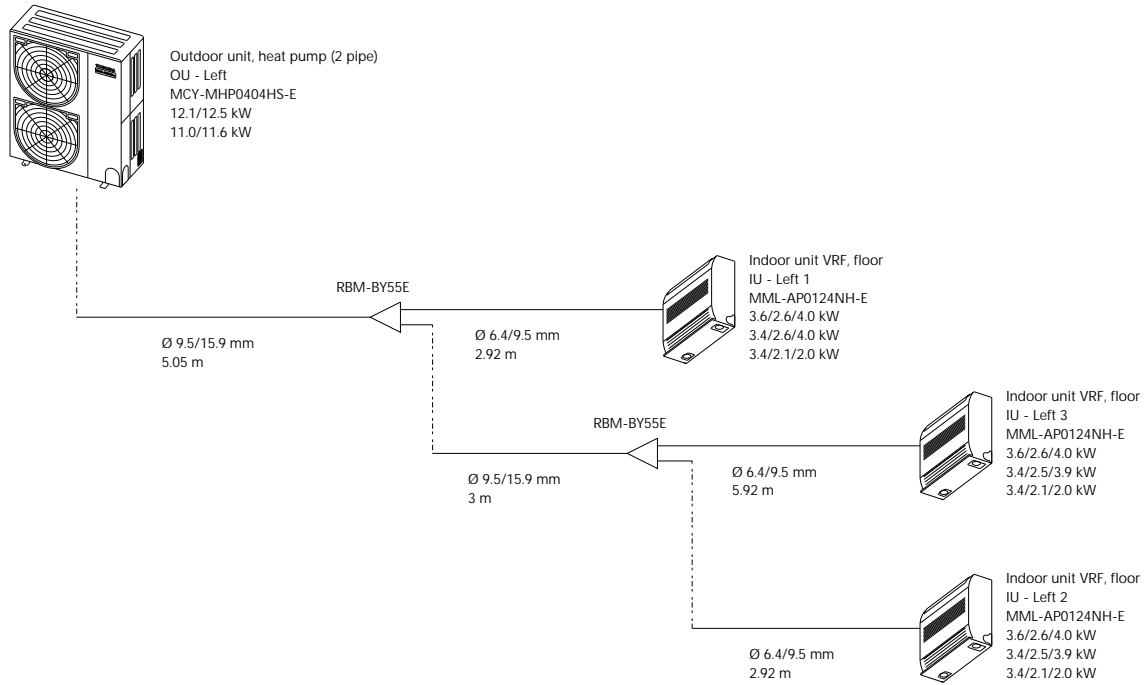 Outdoor unit, heat pump (2 pipe)
OU - Left
MCY-MHP0404HS-E
12.1/12.5 kW
11.0/11.6 kW
RBM-BY55E
Ø 9.5/15.9 mm
5.05 m
Ø 6.4/9.5 mm
2.92 m
Indoor unit VRF, floor
IU - Left 1
MML-AP0124NH-E
3.6/2.6/4.0 kW
3.4/2.6/4.0 kW
3.4/2.1/2.0 kW
RBM-BY55E
Ø 9.5/15.9 mm
3 m
Ø 6.4/9.5 mm
5.92 m
Indoor unit VRF, floor
IU - Left 3
MML-AP0124NH-E
3.6/2.6/4.0 kW
3.4/2.5/3.9 kW
3.4/2.1/2.0 kW
Ø 6.4/9.5 mm
2.92 m
Indoor unit VRF, floor
IU - Left 2
MML-AP0124NH-E
3.6/2.6/4.0 kW
3.4/2.5/3.9 kW
3.4/2.1/2.0 kW